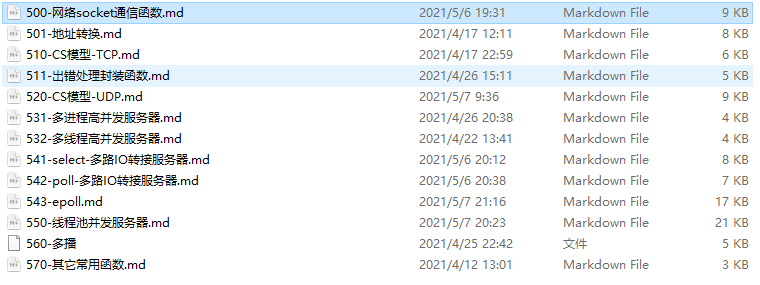 500-网络socket通信函数.md 2021/5/6 19:31 Markdown File 9 KB
501-地址转换.md 2021/4/17 12:11 Markdown File 8 KB
510-CS模型-TCP.md 2021/4/17 22:59 Markdown File 6 KB
511-出错处理封装函数.md 2021/4/26 15:11 Markdown File 5 KB
520-CS模型-UDP.md 2021/5/7 9:36 Markdown File 9 KB
531-多进程高并发服务器.md 2021/4/26 20:38 Markdown File 4 KB
532-多线程高并发服务器.md 2021/4/22 13:41 Markdown File 4 KB
541-select-多路IO转接服务器.md 2021/5/6 20:12 Markdown File 8 KB
542-poll-多路IO转接服务器.md 2021/5/6 20:38 Markdown File 7 KB
543-epoll.md 2021/5/7 21:16 Markdown File 17 KB
550-线程池并发服务器.md 2021/5/7 20:23 Markdown File 21 KB
560-多播 2021/4/25 22:42 文件 5 KB
570-其它常用函数.md 2021/4/12 13:01 Markdown File 3 KB